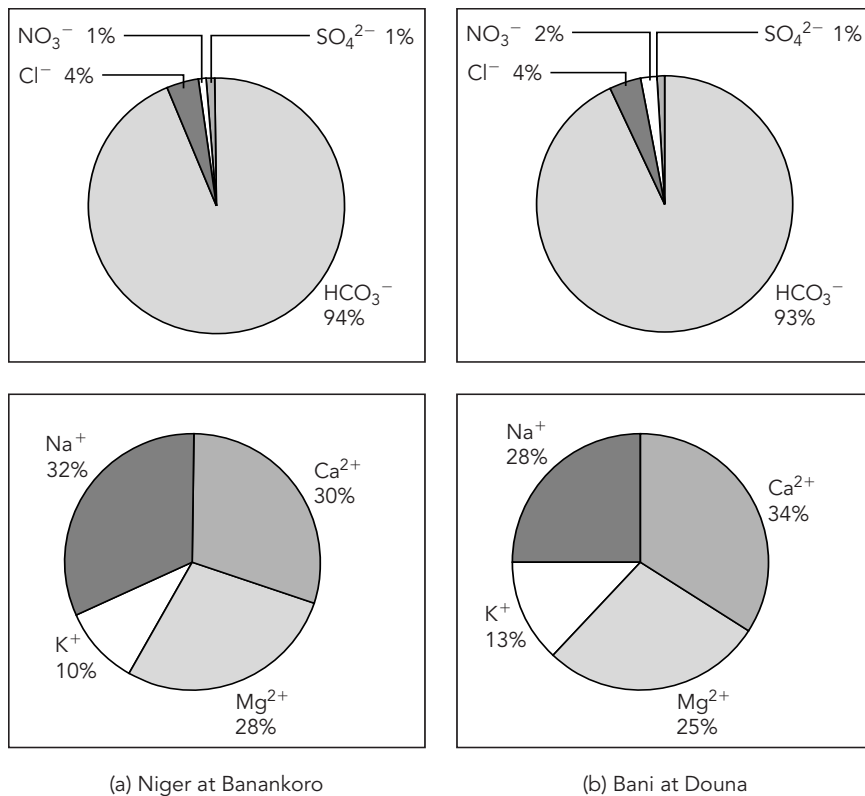 NO₃⁻ 1%
SO₄²⁻ 1%
Cl⁻ 4%
HCO₃⁻
94%
NO₃⁻ 2%
SO₄²⁻ 1%
Cl⁻ 4%
HCO₃⁻
93%
Na⁺
32%
Ca²⁺
30%
K⁺
10%
Mg²⁺
28%
Na⁺
28%
Ca²⁺
34%
K⁺
13%
Mg²⁺
25%
(a) Niger at Banankoro
(b) Bani at Douna